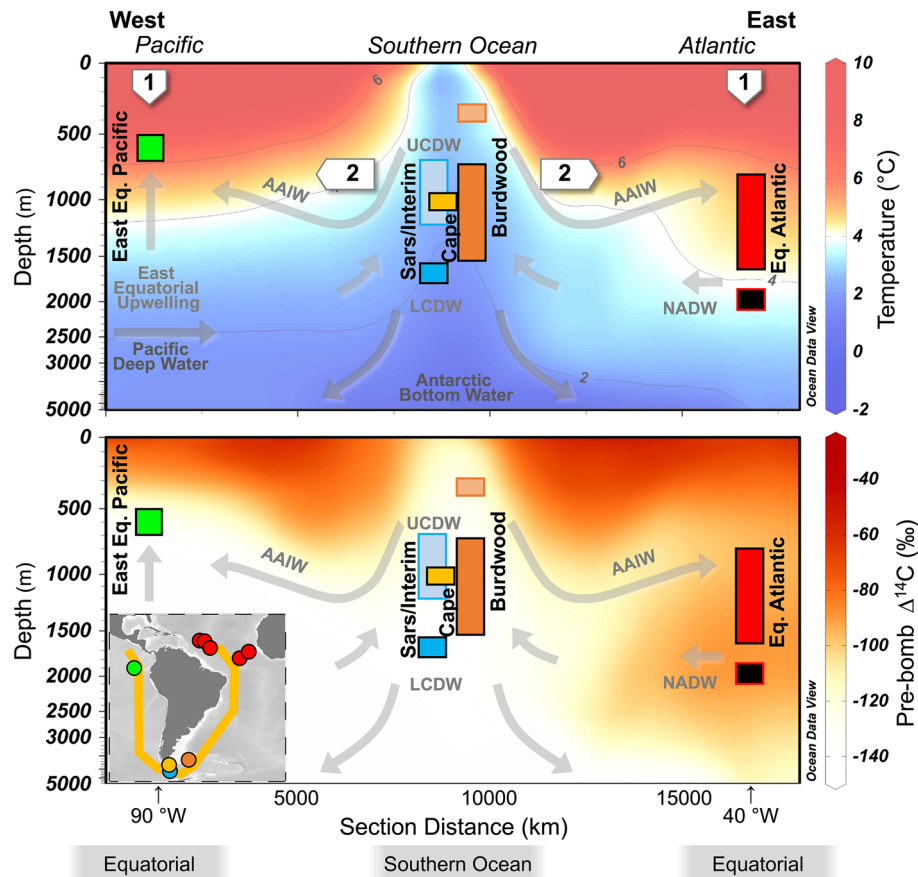 West
East
Pacific
Southern Ocean
Atlantic
0
500
1000
1500
2000
2500
3000
5000
Depth (m)
1
1
2
2
6
6
4
2
East Eq. Pacific
UCDW
AAIW
AAIW
Sars/Interim
Cape
Burdwood
Eq. Atlantic
East
Equatorial
Upwelling
LCDW
NADW
Pacific
Deep Water
Antarctic
Bottom Water
Ocean Data View
10
8
6
4
2
0
-2
Temperature (°C)
0
500
1000
1500
2000
2500
3000
5000
Depth (m)
East Eq. Pacific
UCDW
AAIW
AAIW
Sars/Interim
Cape
Burdwood
Eq. Atlantic
LCDW
NADW
Ocean Data View
-40
-60
-80
-100
-120
-140
Pre-bomb Δ¹⁴C (‰)
5000
10000
15000
90 °W
Section Distance (km)
40 °W
Equatorial
Southern Ocean
Equatorial